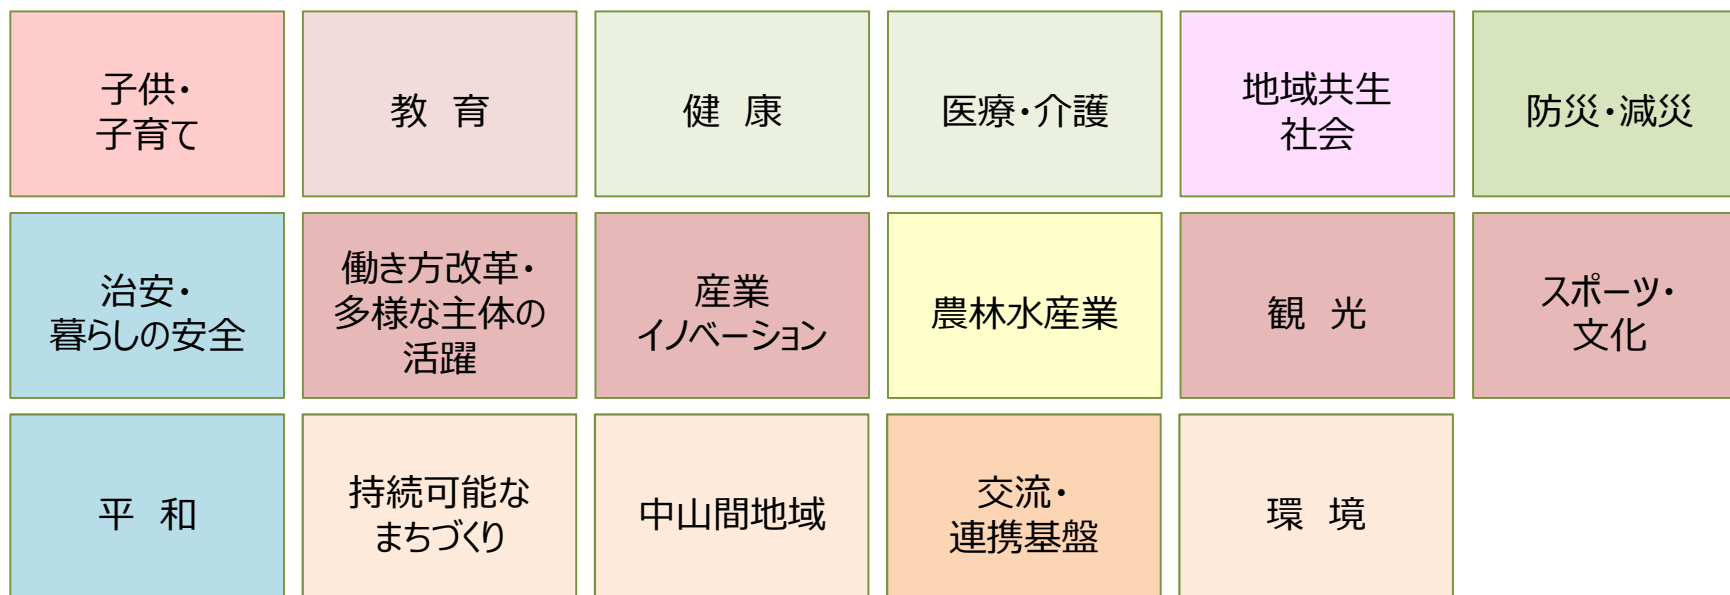 子供・
子育て
教　育
健　康
医療・介護
地域共生
社会
防災・減災
治安・
暮らしの安全
働き方改革・
多様な主体の
活躍
産業
イノベーション
農林水産業
観　光
スポーツ・
文化
平　和
持続可能な
まちづくり
中山間地域
交流・
連携基盤
環　境